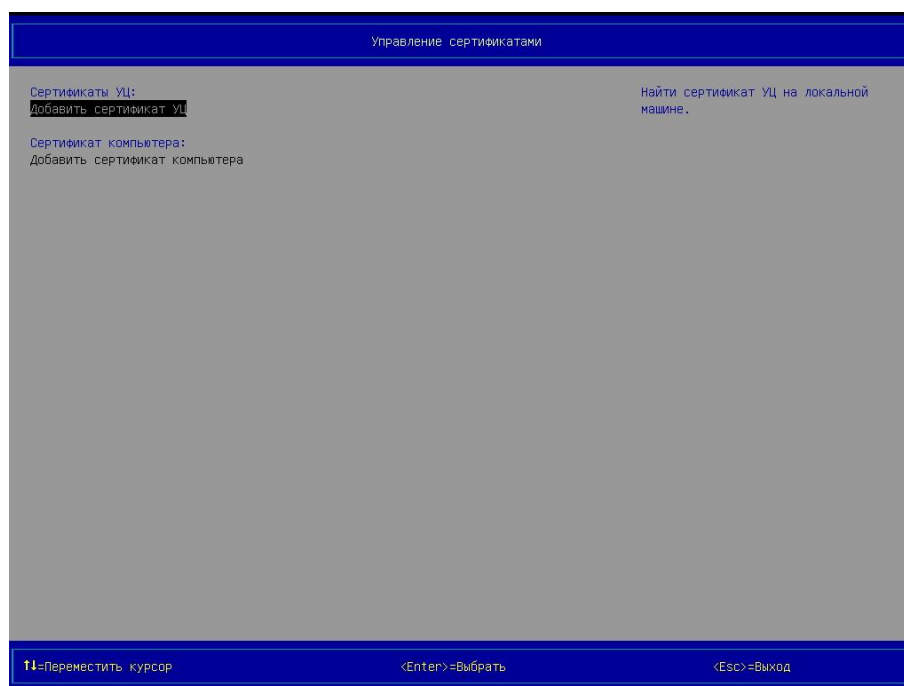 Управление сертификатами
Сертификаты УЦ:
Добавить сертификат УЦ
Найти сертификат УЦ на локальной
машине.
Сертификат компьютера:
Добавить сертификат компьютера
↑↓=Переместить курсор
<Enter>=Выбрать
<Esc>=Выход